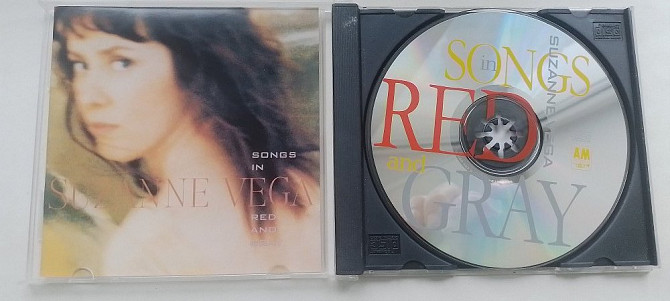 SONGS
IN
SUZANNE VEGA
RED
AND
SONGS
in
SUZANNE VEGA
RED
and
GRAY
A&M